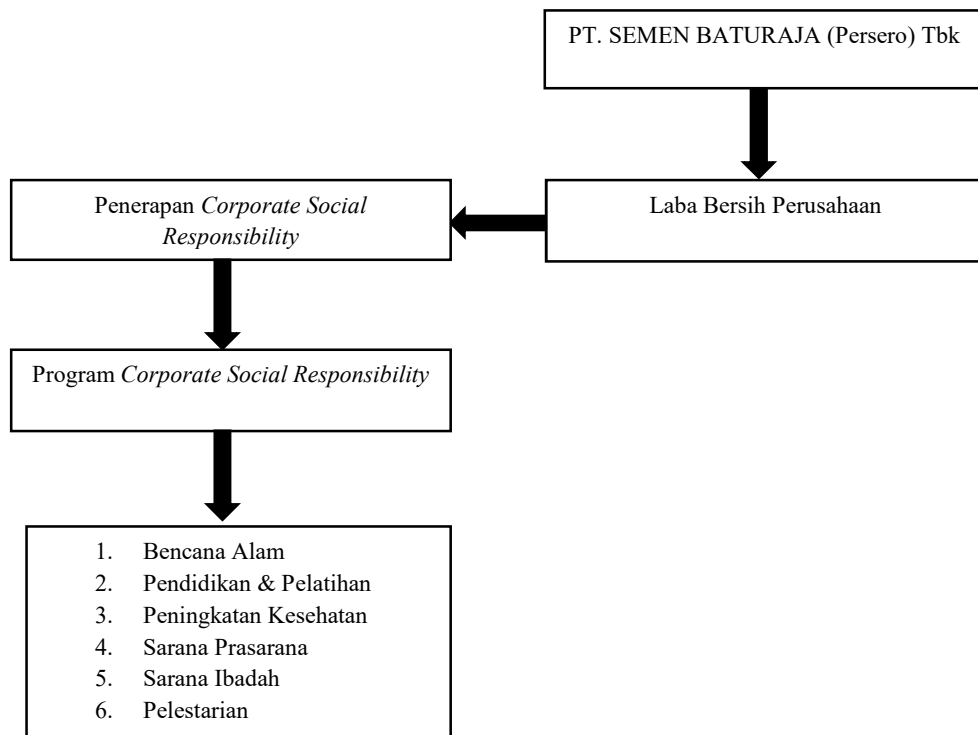 PT. SEMEN BATURAJA (Persero) Tbk
Laba Bersih Perusahaan
Penerapan Corporate Social
Responsibility
Program Corporate Social Responsibility
1. Bencana Alam
2. Pendidikan & Pelatihan
3. Peningkatan Kesehatan
4. Sarana Prasarana
5. Sarana Ibadah
6. Pelestarian